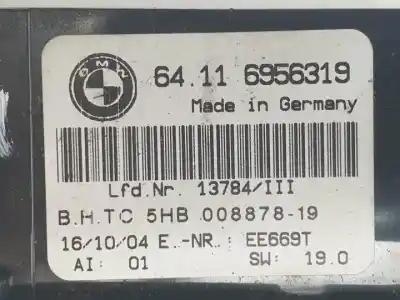 BMW
64.11 6956319
Made in Germany
Lfd.Nr. 13784/III
B.H.TC 5HB 008878-19
16/10/04 E.-NR.: EE669T
AI: 01 SW: 19.0